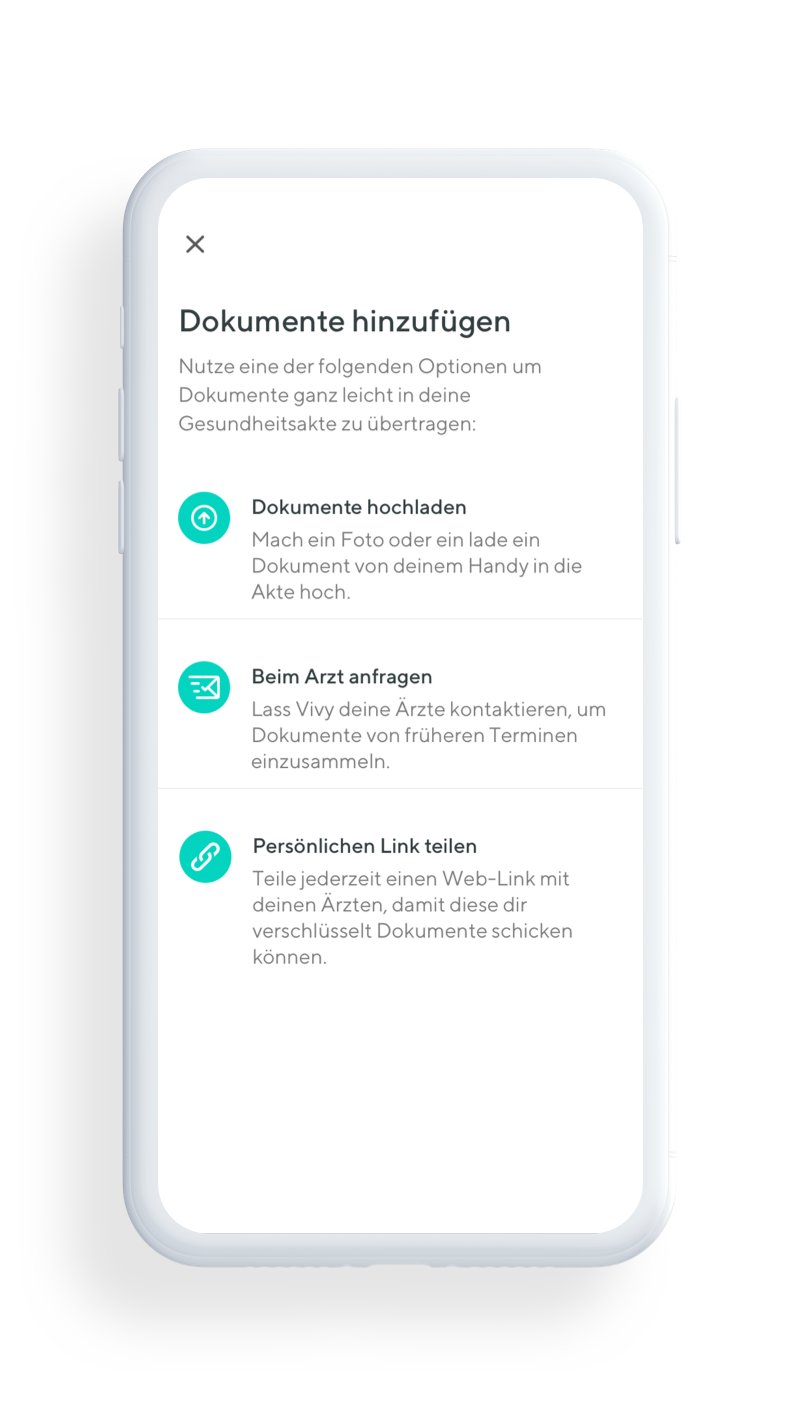 Dokumente hinzufügen
Nutze eine der folgenden Optionen um
Dokumente ganz leicht in deine
Gesundheitsakte zu übertragen:
Dokumente hochladen
Mach ein Foto oder ein lade ein
Dokument von deinem Handy in die
Akte hoch.
Beim Arzt anfragen
Lass Vivy deine Ärzte kontaktieren, um
Dokumente von früheren Terminen
einzusammeln.
Persönlichen Link teilen
Teile jederzeit einen Web-Link mit
deinen Ärzten, damit diese dir
verschlüsselt Dokumente schicken
können.